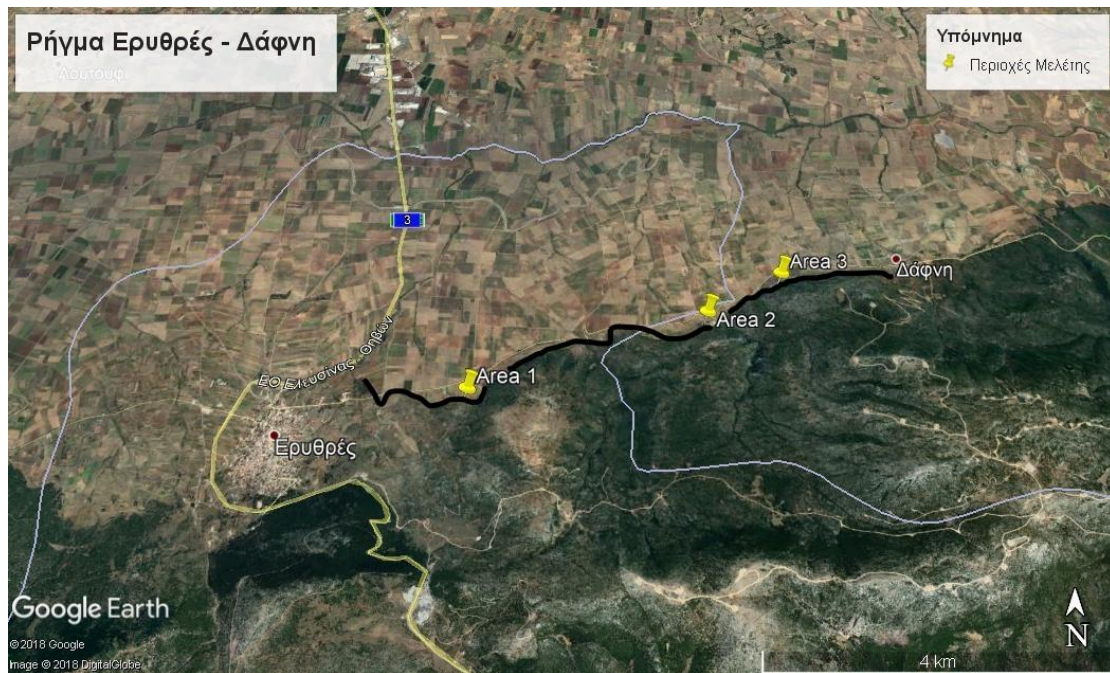 Ρήγμα Ερυθρές - Δάφνη
Λουτούφι
Υπόμνημα
Περιοχές Μελέτης
3
Area 3
Δάφνη
Area 2
ΕΟ Ελευσίνας - Θηβών
Area 1
Ερυθρές
Google Earth
© 2018 Google
Image © 2018 DigitalGlobe
N
4 km